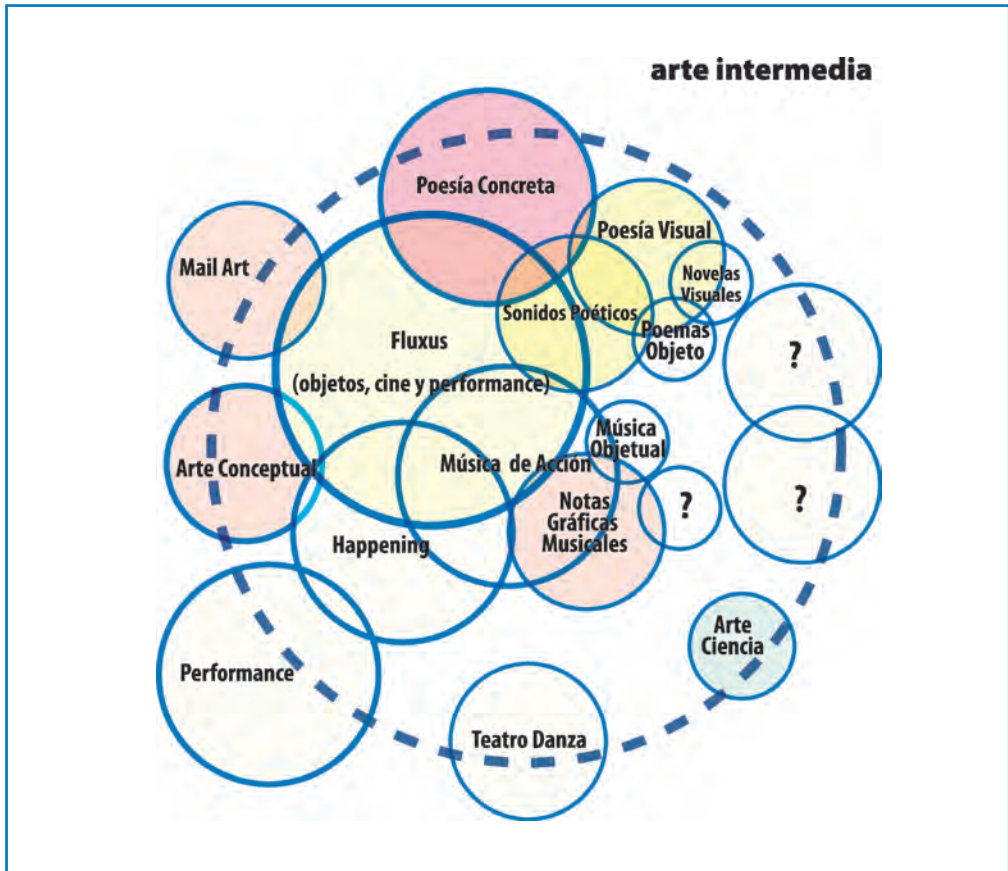 arte intermedia
Poesía Concreta
Poesía Visual
Mail Art
Novelas
Visuales
Sonidos Poéticos
Poemas
Objeto
Fluxus
(objetos, cine y performance)
?
Música
Objetual
Arte Conceptual
Música de Acción
?
?
Notas
Gráficas
Musicales
Happening
Arte
Ciencia
Performance
Teatro Danza